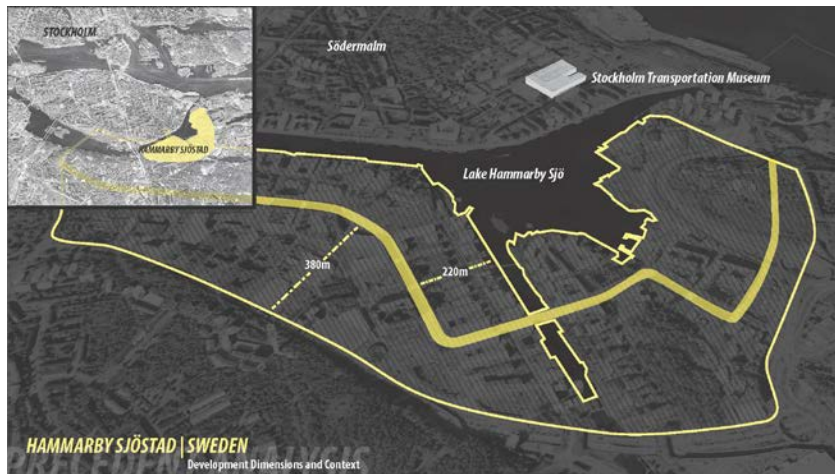 STOCKHOLM
HAMMARBY SJÖSTAD
Södermalm
Stockholm Transportation Museum
Lake Hammarby Sjö
380m
220m
HAMMARBY SJÖSTAD | SWEDEN
Development Dimensions and Context